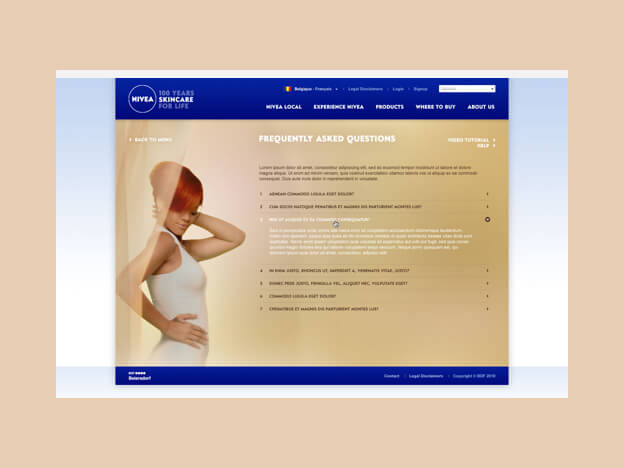 NIVEA
100 YEARS
SKINCARE
FOR LIFE
Belgique - Français
Legal Disclaimers
Login
Signup
NIVEA LOCAL
EXPERIENCE NIVEA
PRODUCTS
WHERE TO BUY
ABOUT US
BACK TO MENU
FREQUENTLY ASKED QUESTIONS
VIDEO TUTORIAL
HELP
Lorem ipsum dolor sit amet, consectetur adipisicing elit, sed do eiusmod tempor incididunt ut labore et dolore
magna aliqua. Ut enim ad minim veniam, quis nostrud exercitation ullamco laboris nisi ut aliquip ex ea commodo
consequat. Duis aute irure dolor in reprehenderit in voluptate.
1 AENEAN COMMODO LIGULA EGET DOLOR?
2 CUM SOCIIS NATOQUE PENATIBUS ET MAGNIS DIS PARTURIENT MONTES LUST?
3
4 IN ENIM JUSTO, RHONCUS UT, IMPERDIET A, VENENATIS VITAE, JUSTO?
5 DONEC PEDE JUSTO, FRINGILLA VEL, ALIQUET NEC, VULPUTATE EGET?
6 COMMODO LIGULA EGET DOLOR?
7 PENATIBUS ET MAGNIS DIS PARTURIENT MONTES LUST?
Beiersdorf
Contact
Legal Disclaimers
Copyright © BDF 2010